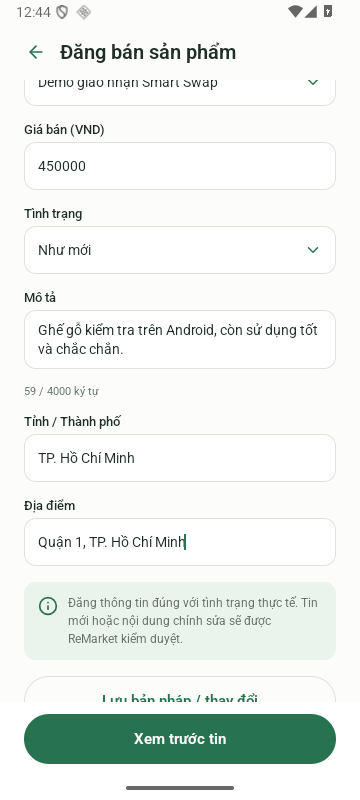 12:44
Đăng bán sản phẩm
Demo giao nhận Smart Swap
Giá bán (VND)
450000
Tình trạng
Như mới
Mô tả
Ghế gỗ kiểm tra trên Android, còn sử dụng tốt
và chắc chắn.
59 / 4000 ký tự
Tỉnh / Thành phố
TP. Hồ Chí Minh
Địa điểm
Quận 1, TP. Hồ Chí Minh
Đăng thông tin đúng với tình trạng thực tế. Tin
mới hoặc nội dung chỉnh sửa sẽ được
ReMarket kiểm duyệt.
Lưu bản nháp / thay đổi
Xem trước tin